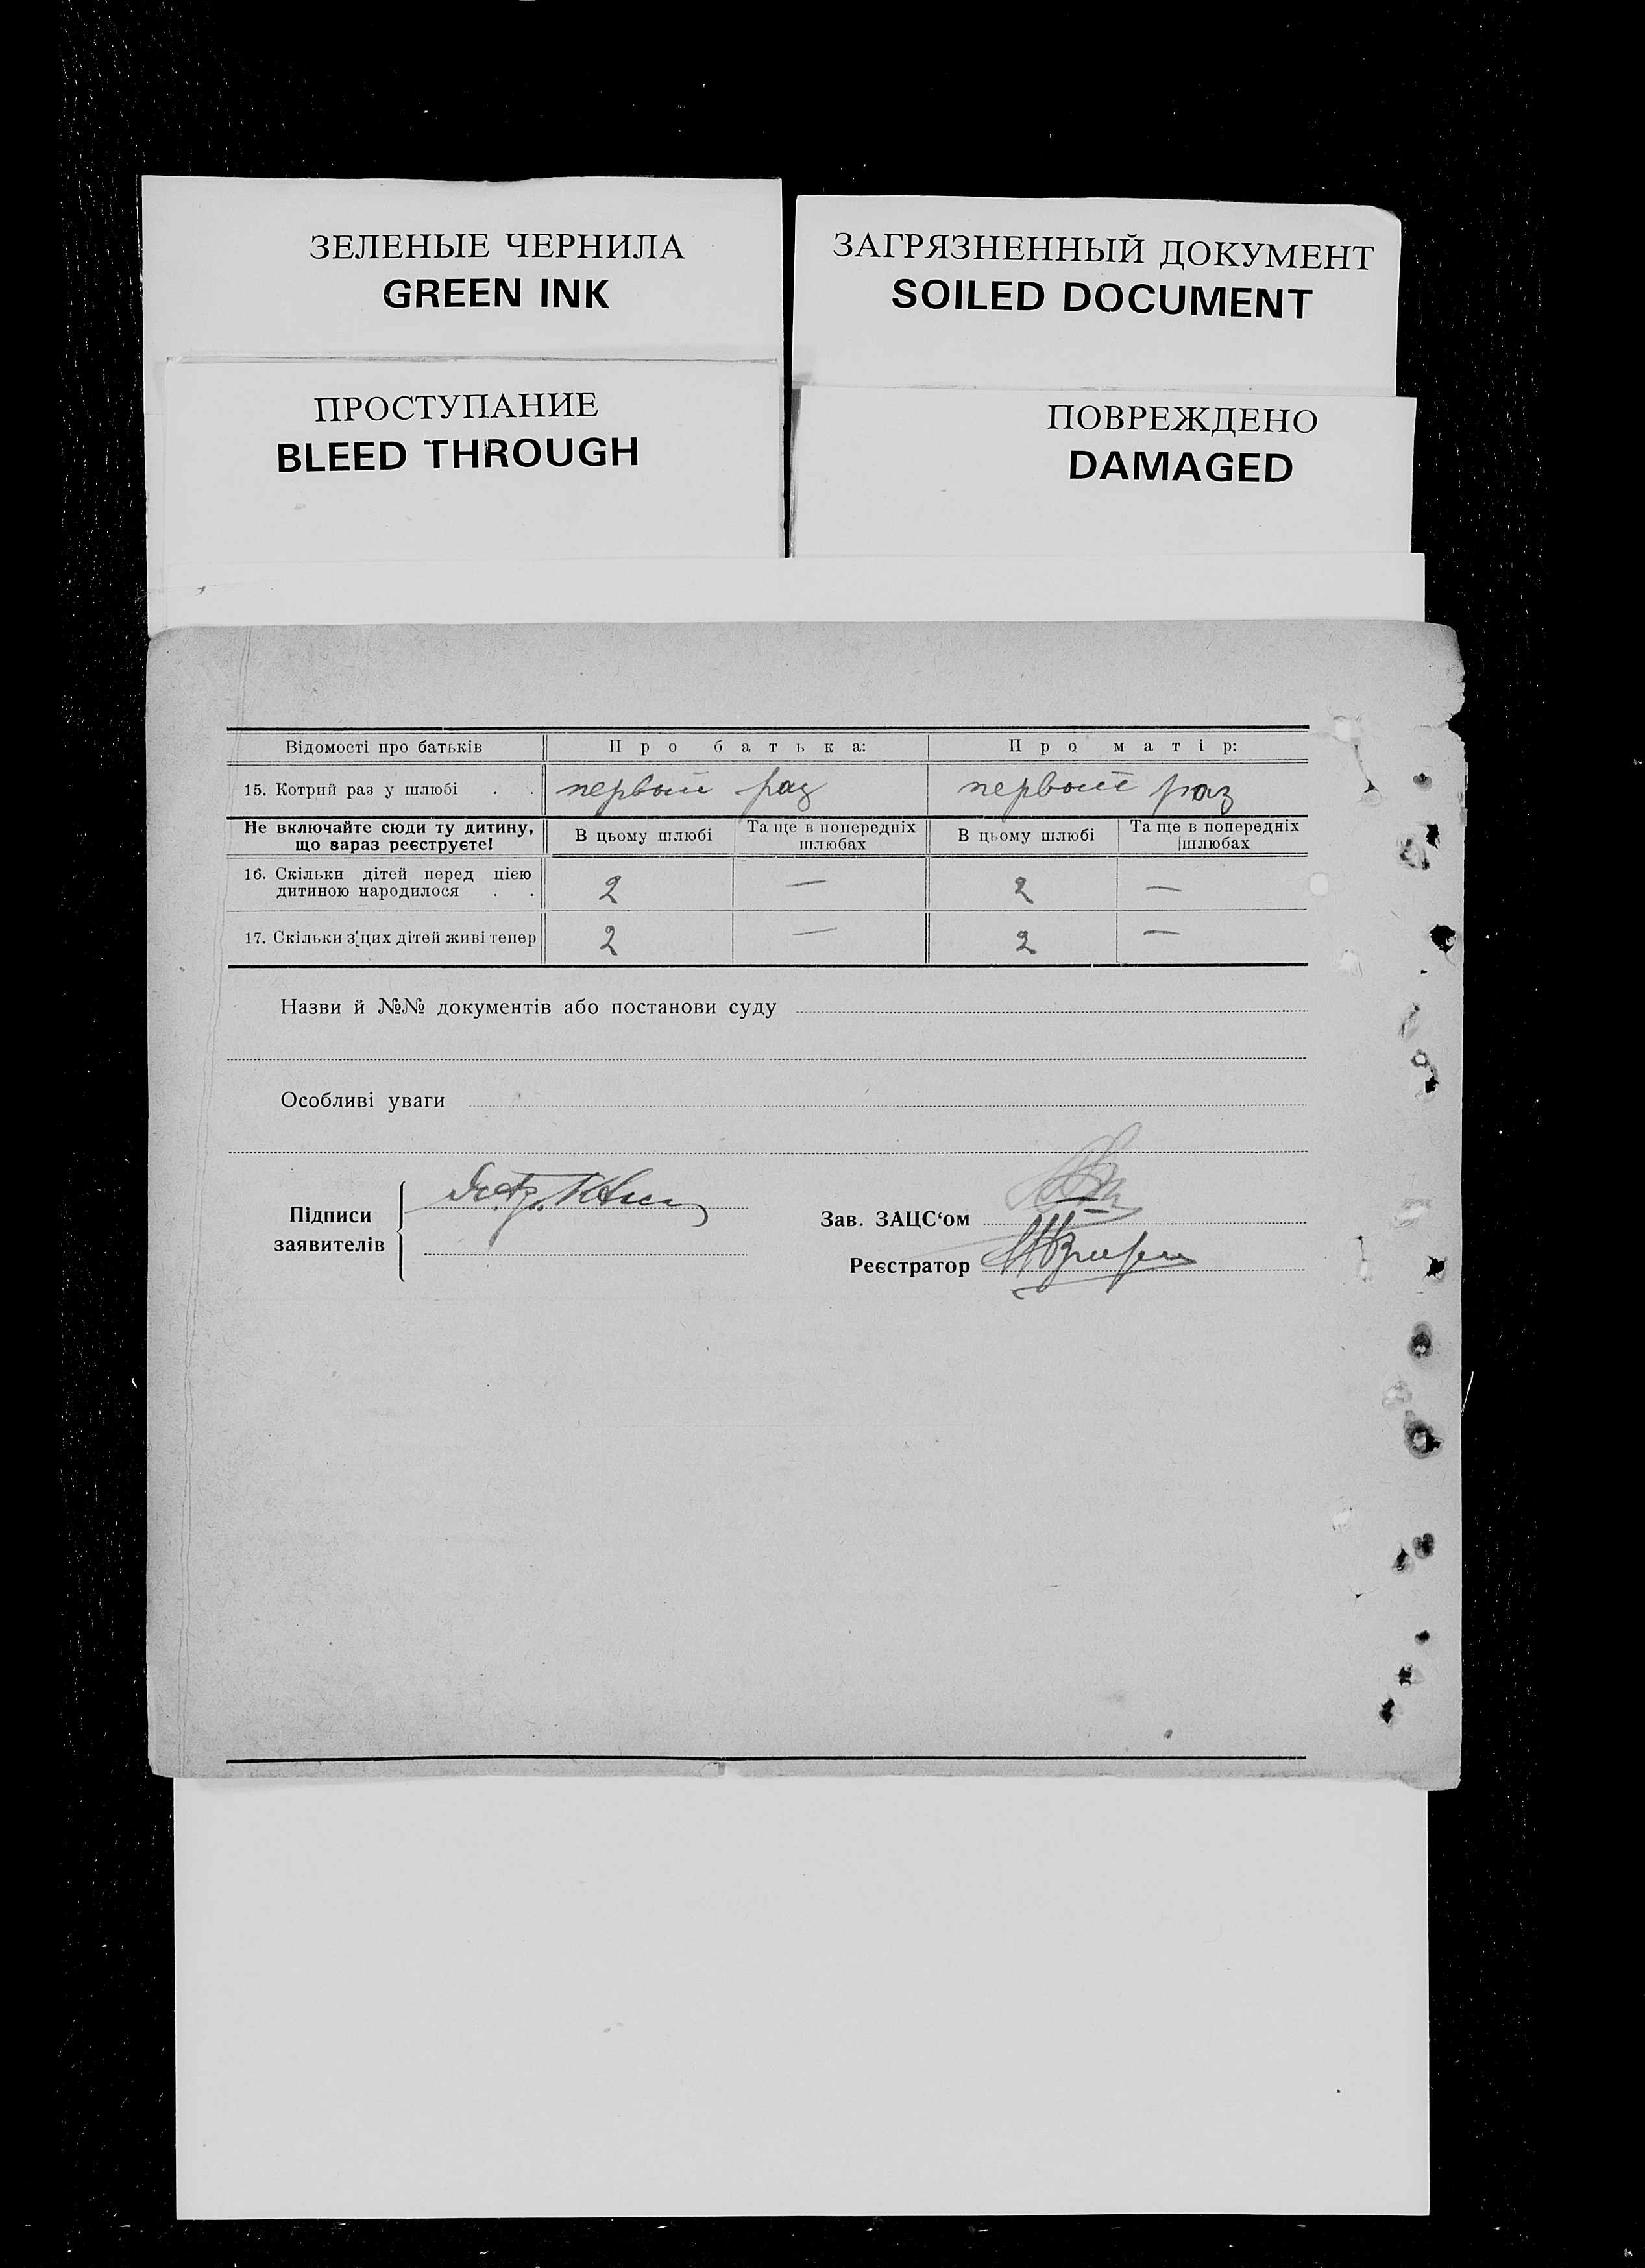 ЗЕЛЕНЫЕ ЧЕРНИЛА
GREEN INK
ЗАГРЯЗНЕННЫЙ ДОКУМЕНТ
SOILED DOCUMENT
ПРОСТУПАНИЕ
BLEED THROUGH
ПОВРЕЖДЕНО
DAMAGED
Відомості про батьків Про батька: Про матір:
15. Котрий раз у шлюбі . . первый раз первый раз
Не включайте сюди ту дитину, що вараз реєструєте! В цьому шлюбі Та ще в попередніх шлюбах В цьому шлюбі Та ще в попередніх шлюбах
16. Скільки дітей перед цією
дитиною народилося . . 2 — 2 —
17. Скільки з цих дітей живі тепер 2 — 2 —
Назви й №№ документів або постанови суду
Особливі уваги
Підписи
заявителів
Зав. ЗАЦС‘ом
Реєстратор